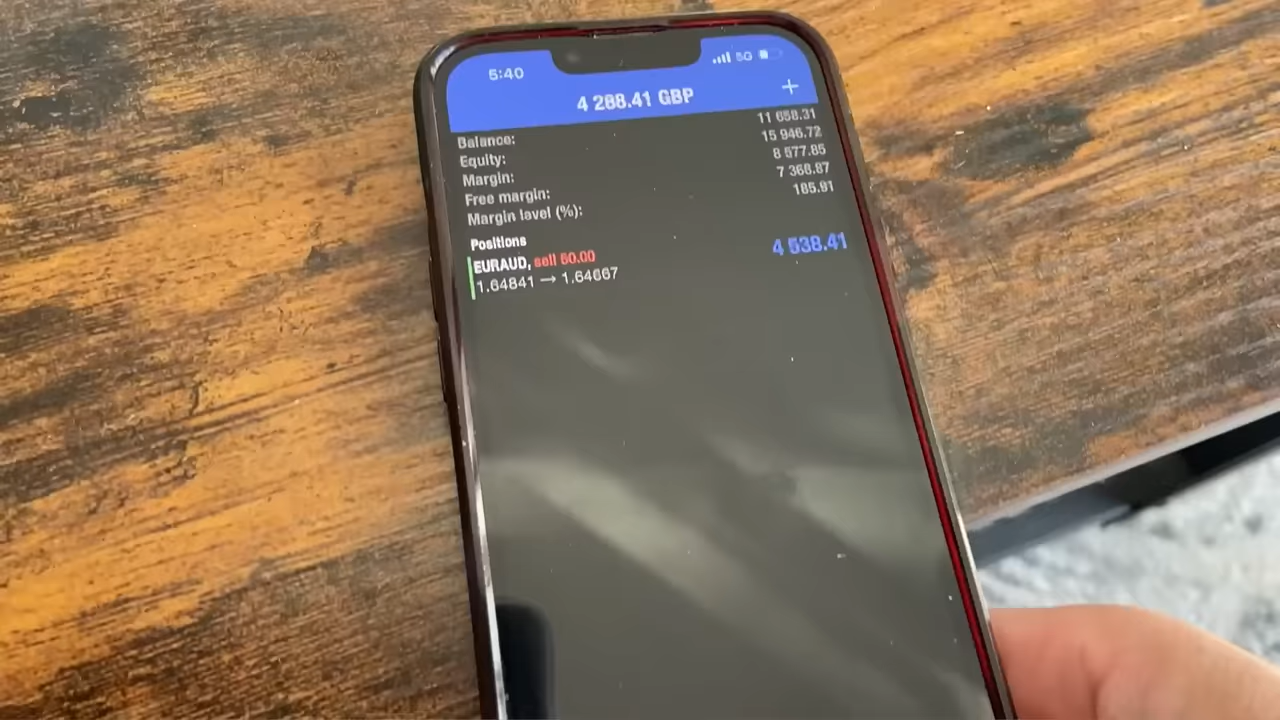 5:40
5G
4 288.41 GBP
+
Balance: 11 658.31
Equity: 15 946.72
Margin: 8 577.85
Free margin: 7 368.87
Margin level (%): 185.91
Positions
EURAUD, sell 50.00 4 538.41
1.64841 → 1.64667